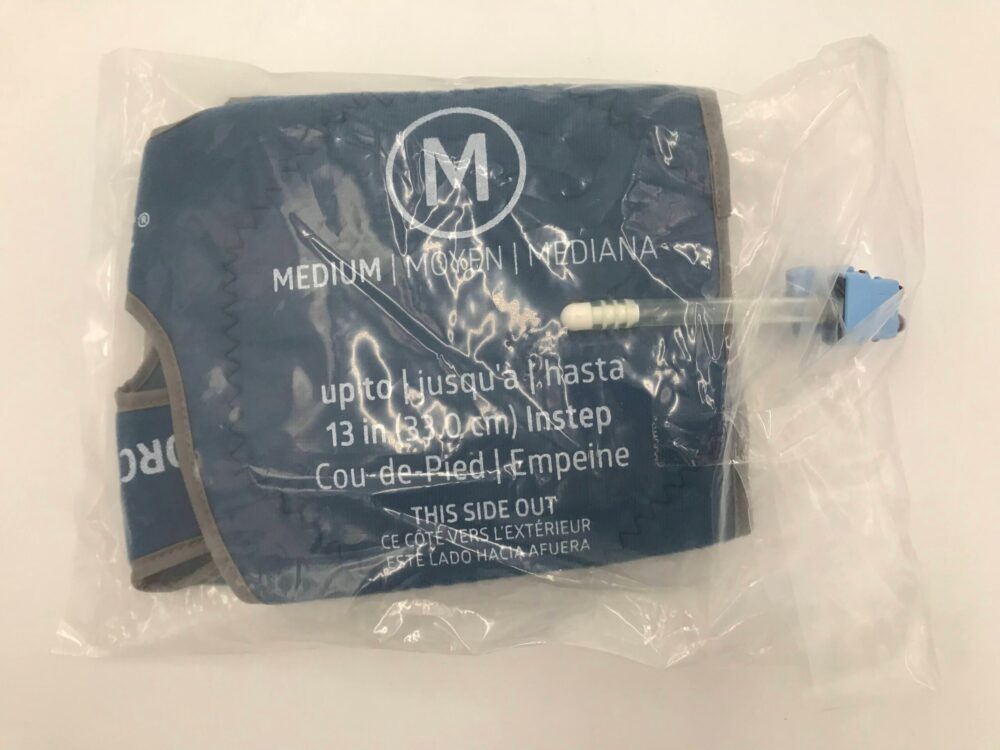 M
®
MEDIUM | MOYEN | MEDIANA
up to | jusqu'à | hasta
13 in (33.0 cm) Instep
Cou-de-Pied | Empeine
THIS SIDE OUT
CE CÔTÉ VERS L'EXTÉRIEUR
ESTE LADO HACIA AFUERA
ORC